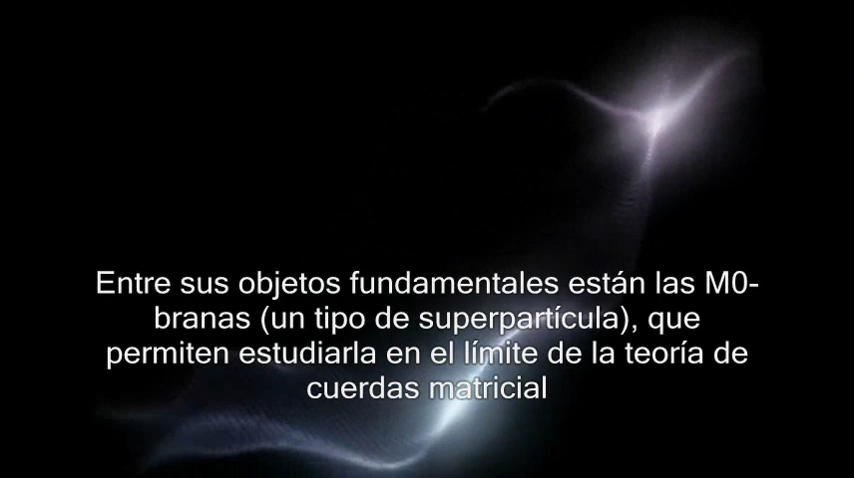 Entre sus objetos fundamentales están las M0-
branas (un tipo de superpartícula), que
permiten estudiarla en el límite de la teoría de
cuerdas matricial